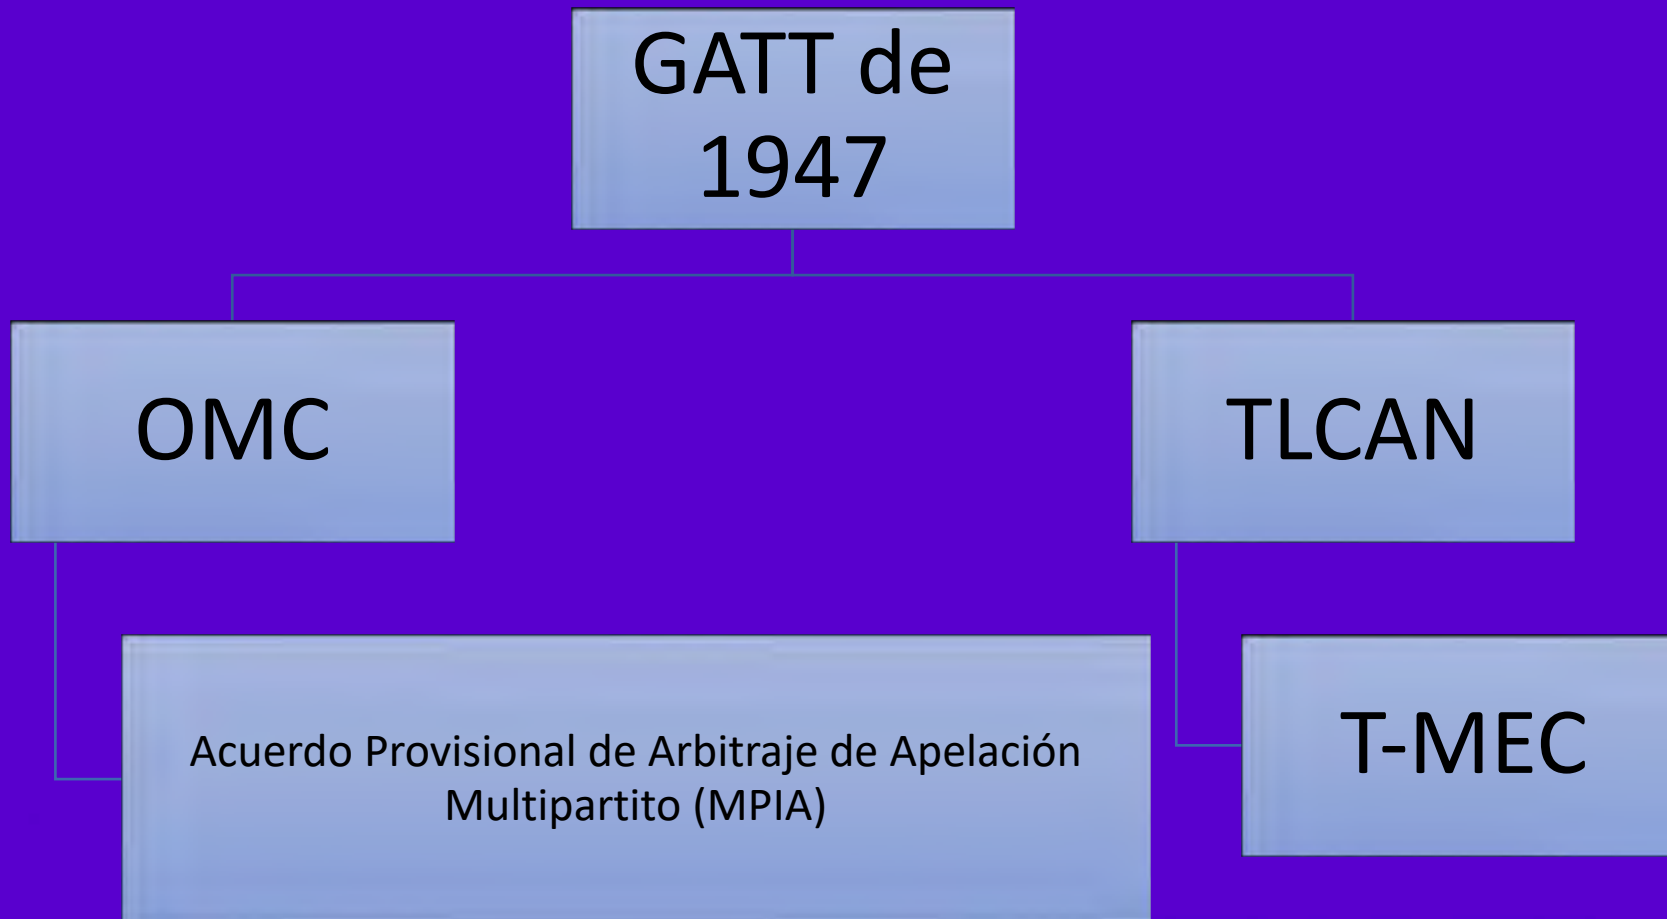 GATT de
1947
OMC
TLCAN
Acuerdo Provisional de Arbitraje de Apelación
Multipartito (MPIA)
T-MEC